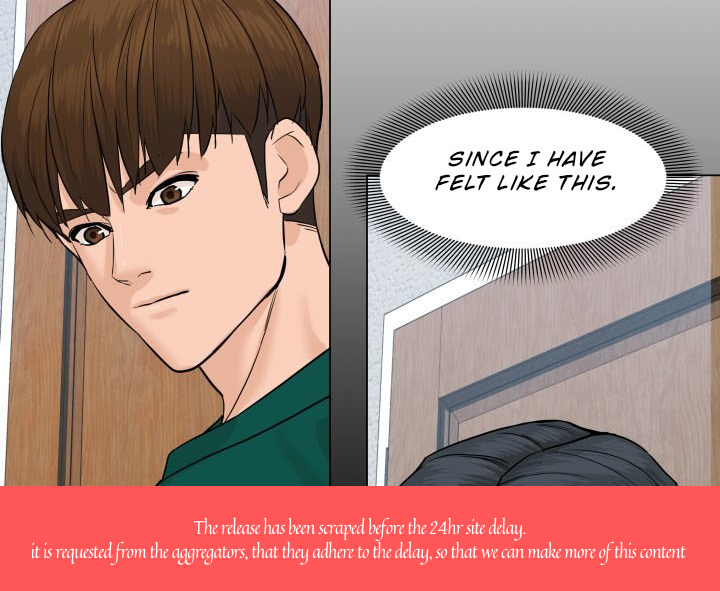 SINCE I HAVE
FELT LIKE THIS.
The release has been scraped before the 24hr site delay.
it is requested from the aggregators, that they adhere to the delay, so that we can make more of this content